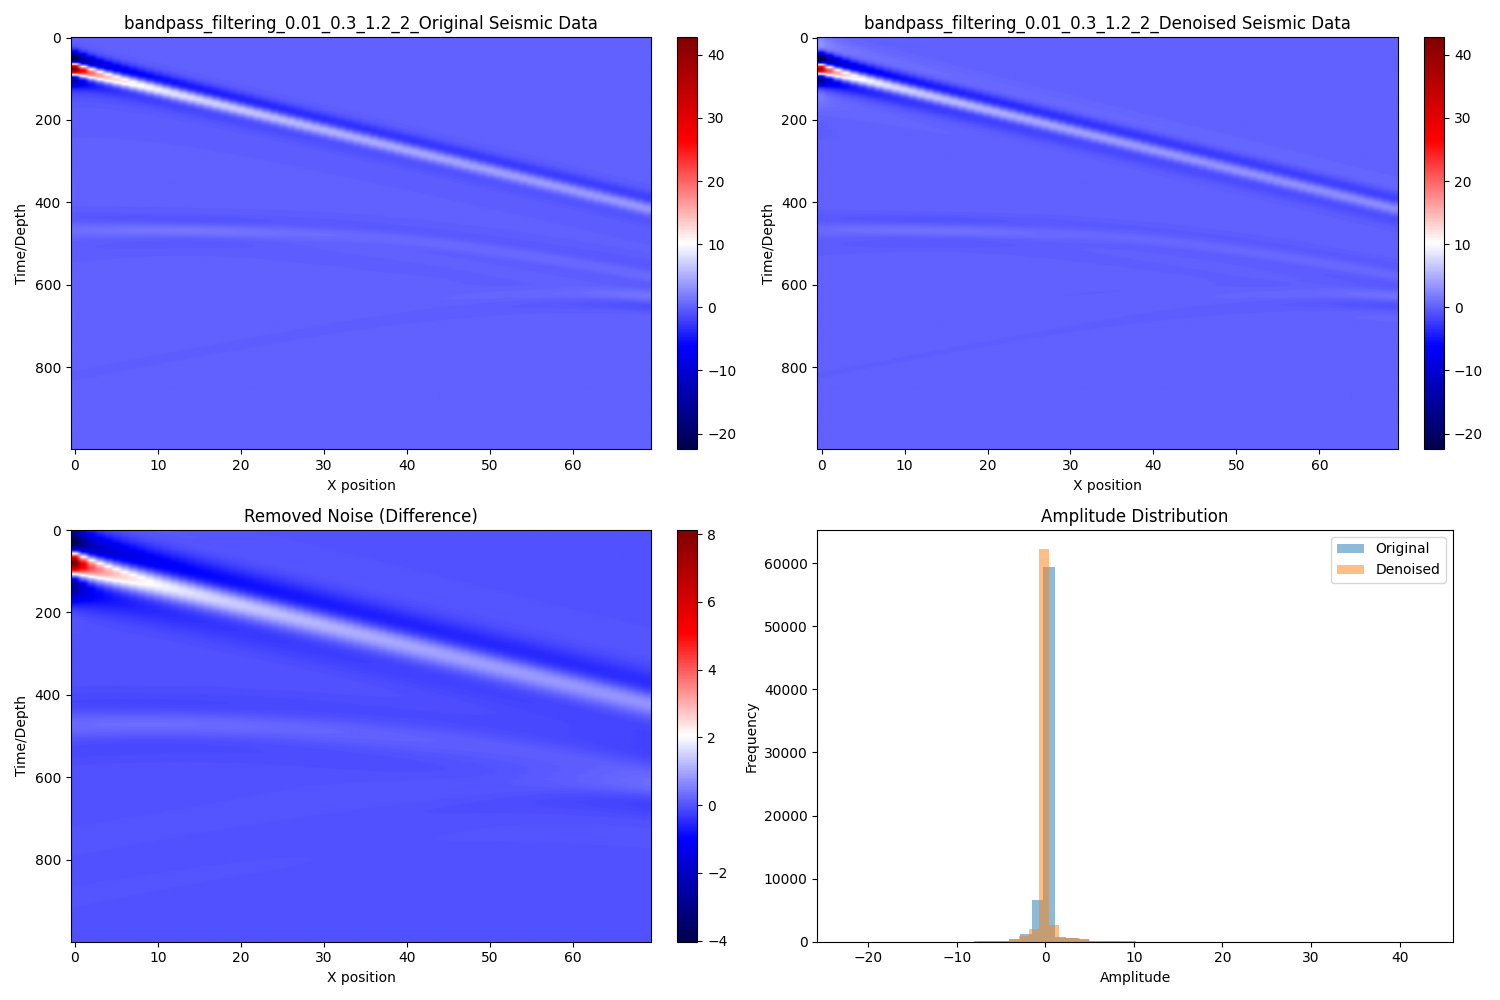 bandpass_filtering_0.01_0.3_1.2_2_Original Seismic Data
0
200
400
600
800
Time/Depth
0 10 20 30 40 50 60
X position
40
30
20
10
0
−10
−20
bandpass_filtering_0.01_0.3_1.2_2_Denoised Seismic Data
0
200
400
600
800
Time/Depth
0 10 20 30 40 50 60
X position
40
30
20
10
0
−10
−20
Removed Noise (Difference)
0
200
400
600
800
Time/Depth
0 10 20 30 40 50 60
X position
8
6
4
2
0
−2
−4
Amplitude Distribution
Original
Denoised
60000
50000
40000
30000
20000
10000
0
Frequency
−20 −10 0 10 20 30 40
Amplitude